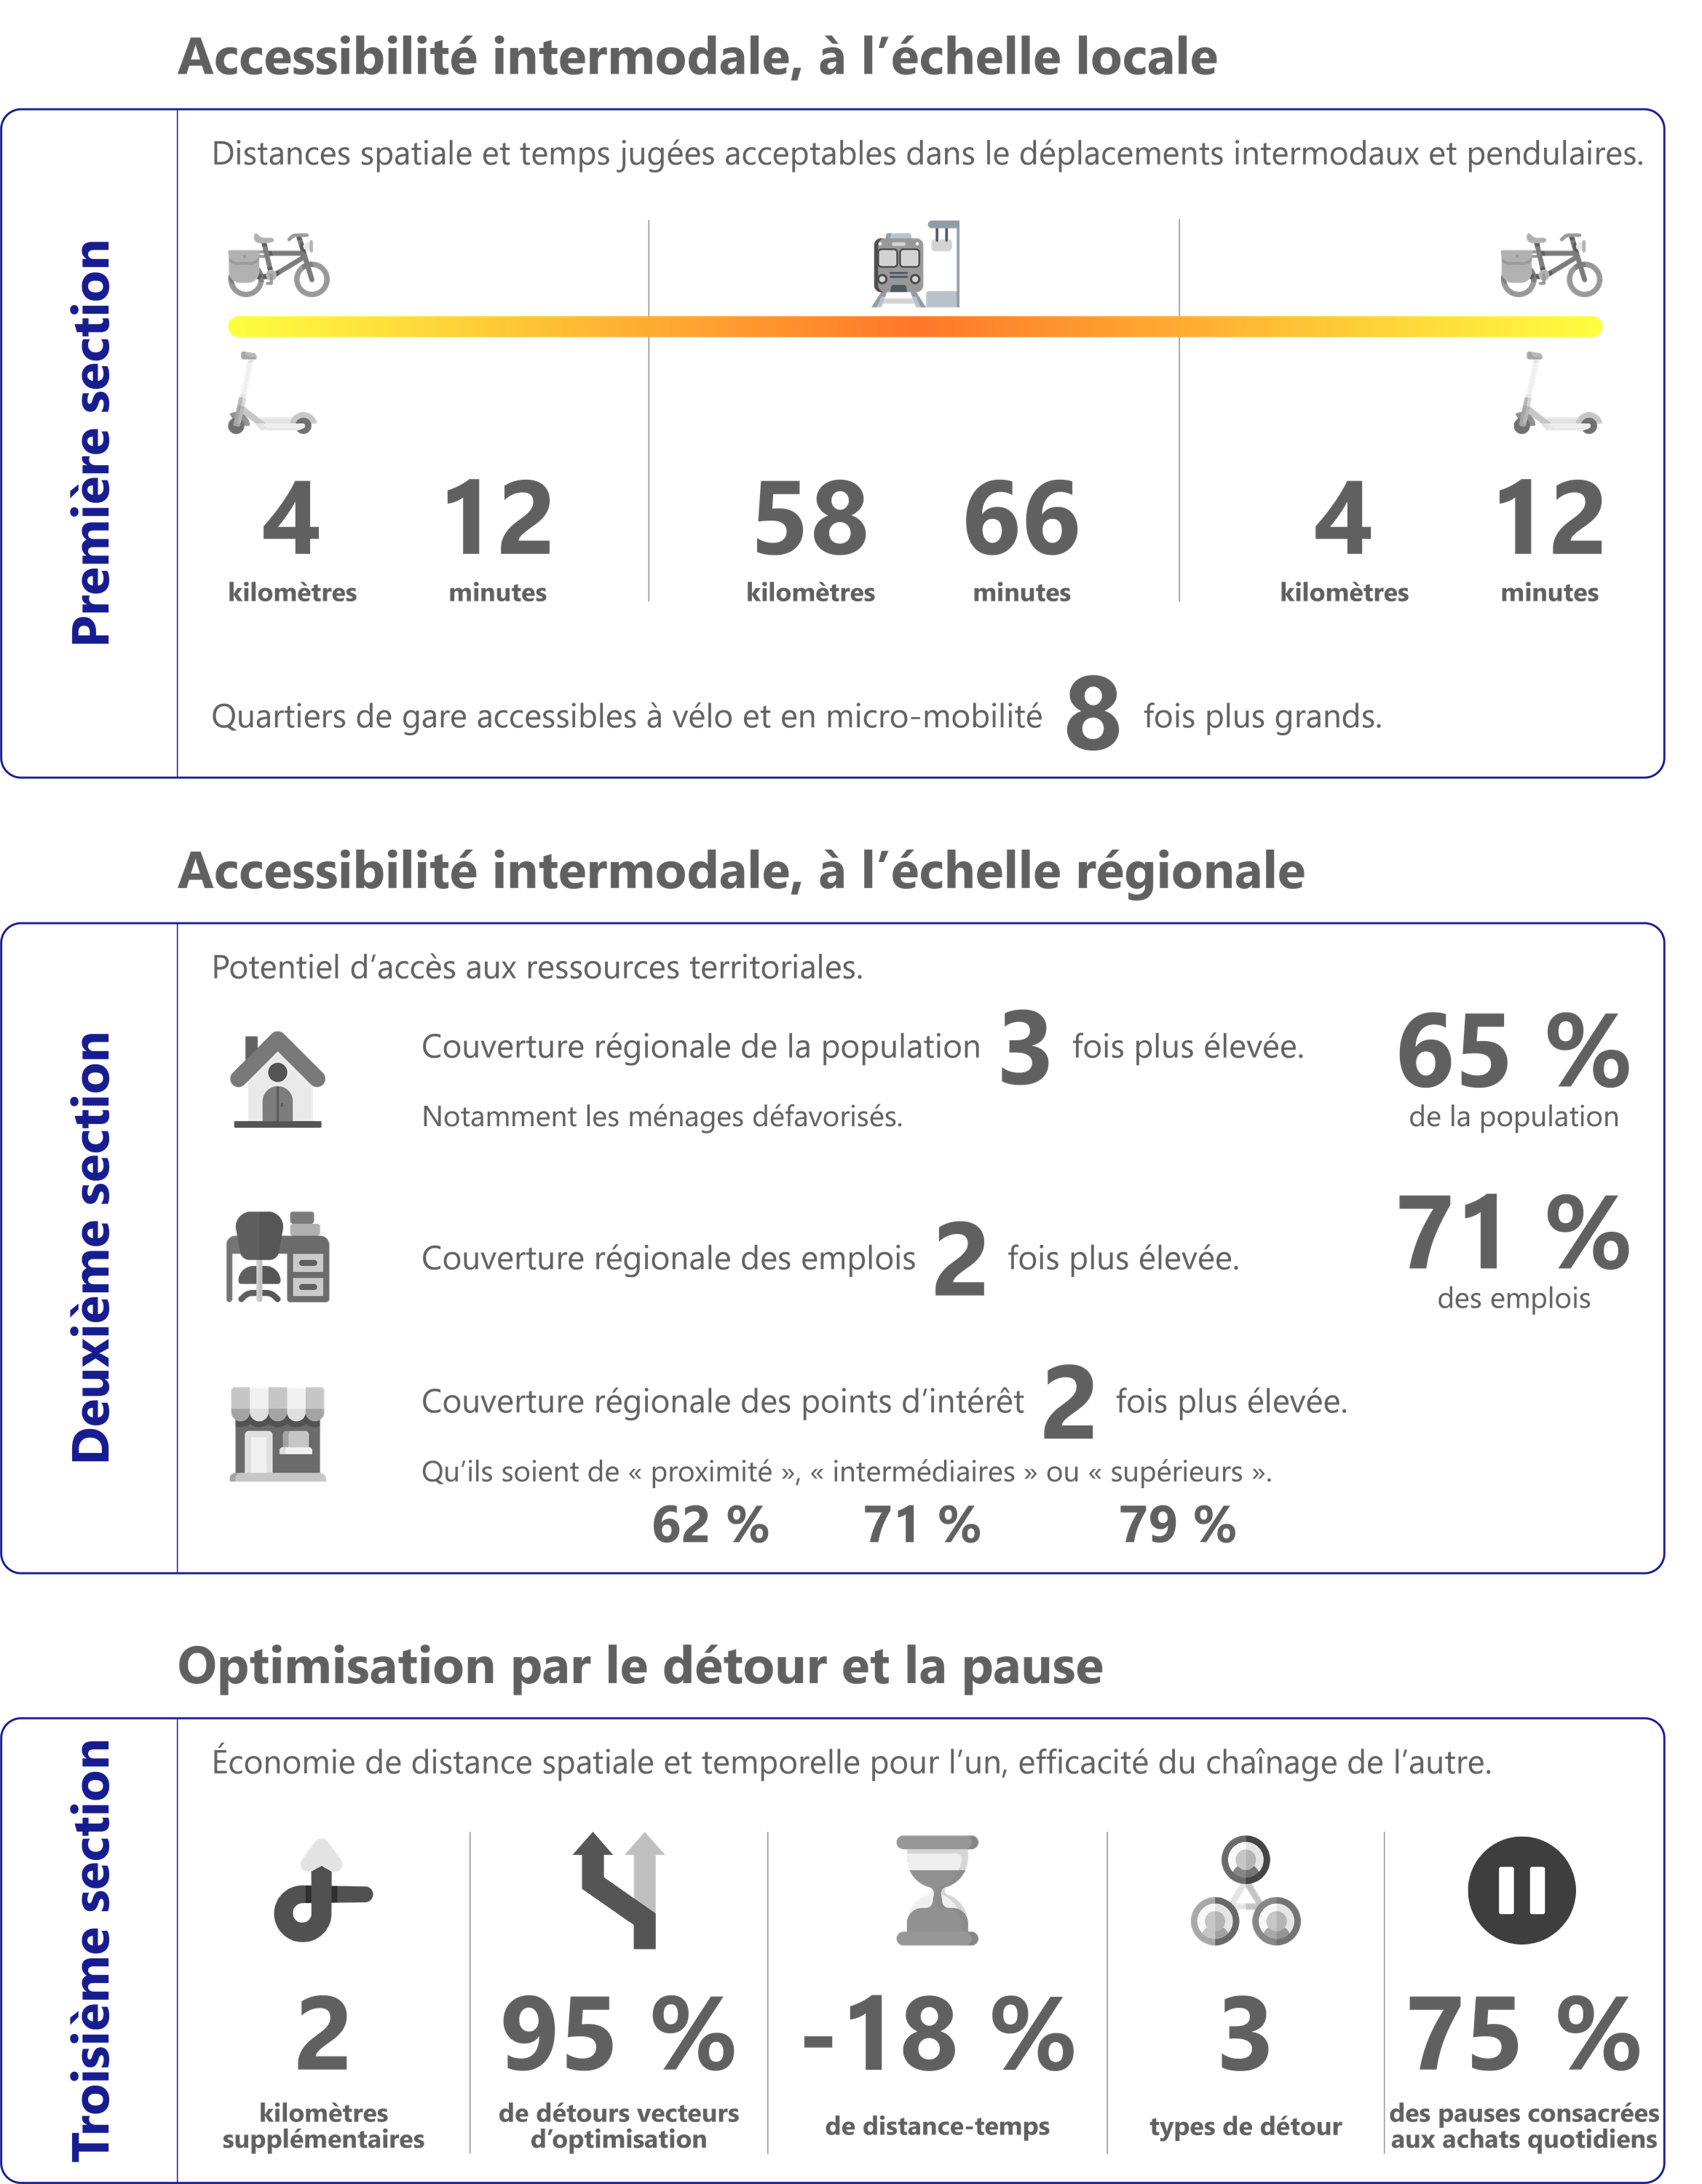 Accessibilité intermodale, à l’échelle locale
Première section
Distances spatiale et temps jugées acceptables dans le déplacements intermodaux et pendulaires.
4 12 58 66 4 12
kilomètres minutes kilomètres minutes kilomètres minutes
Quartiers de gare accessibles à vélo et en micro-mobilité 8 fois plus grands.
Accessibilité intermodale, à l’échelle régionale
Deuxième section
Potentiel d’accès aux ressources territoriales.
Couverture régionale de la population 3 fois plus élevée. 65 %
Notamment les ménages défavorisés. de la population
Couverture régionale des emplois 2 fois plus élevée. 71 %
des emplois
Couverture régionale des points d’intérêt 2 fois plus élevée.
Qu’ils soient de « proximité », « intermédiaires » ou « supérieurs ».
62 % 71 % 79 %
Optimisation par le détour et la pause
Troisième section
Économie de distance spatiale et temporelle pour l’un, efficacité du chaînage de l’autre.
2 95 % -18 % 3 75 %
kilomètres supplémentaires
de détours vecteurs d’optimisation
de distance-temps
types de détour
des pauses consacrées aux achats quotidiens